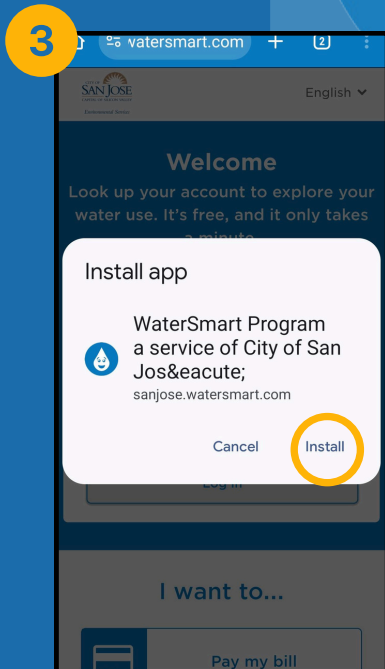 3
watersmart.com
2
CITY OF
SAN JOSE
CAPITAL OF SILICON VALLEY
Environmental Services
English
Welcome
Look up your account to explore your
water use. It's free, and it only takes
a minute
Install app
WaterSmart Program
a service of City of San
Jos&eacute;
sanjose.watersmart.com
Cancel
Install
Log in
I want to...
Pay my bill